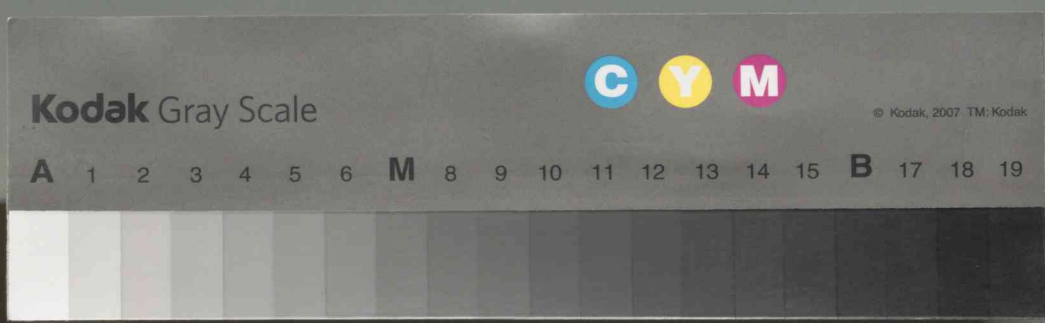 C Y M
Kodak Gray Scale
© Kodak, 2007 TM: Kodak
A 1 2 3 4 5 6 M 8 9 10 11 12 13 14 15 B 17 18 19